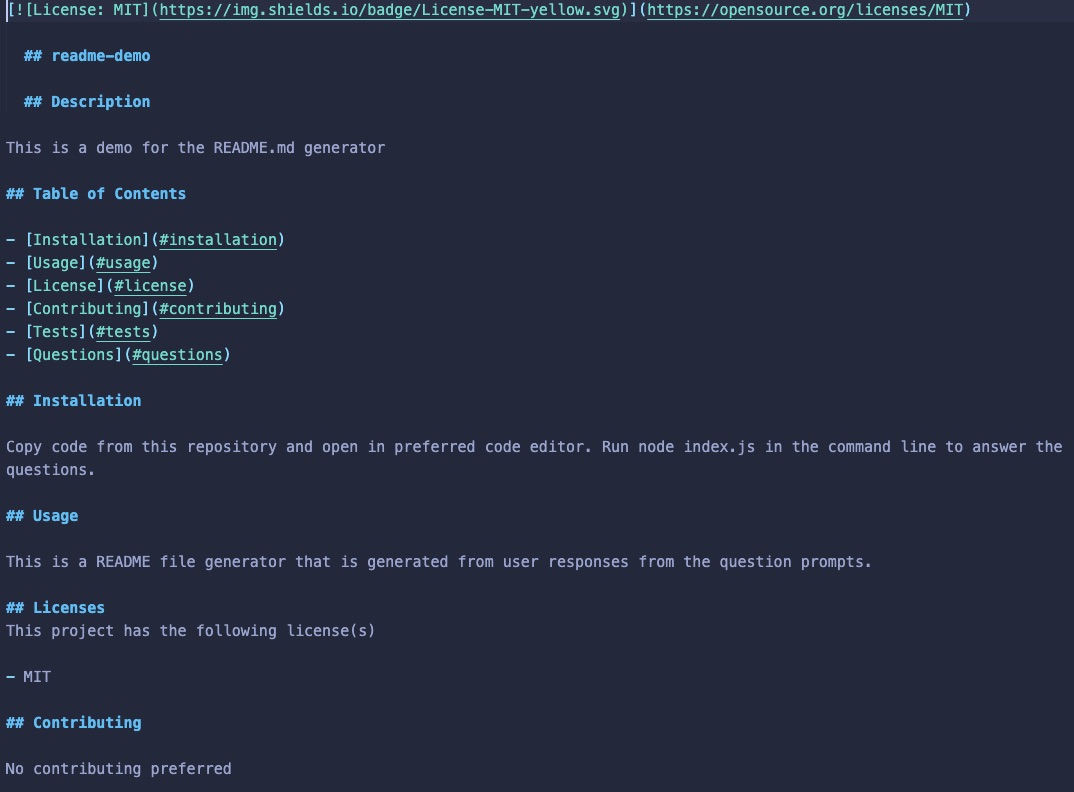 [![License: MIT](https://img.shields.io/badge/License-MIT-yellow.svg)](https://opensource.org/licenses/MIT)
## readme-demo
## Description
This is a demo for the README.md generator
## Table of Contents
- [Installation](#installation)
- [Usage](#usage)
- [License](#license)
- [Contributing](#contributing)
- [Tests](#tests)
- [Questions](#questions)
## Installation
Copy code from this repository and open in preferred code editor. Run node index.js in the command line to answer the
questions.
## Usage
This is a README file generator that is generated from user responses from the question prompts.
## Licenses
This project has the following license(s)
- MIT
## Contributing
No contributing preferred